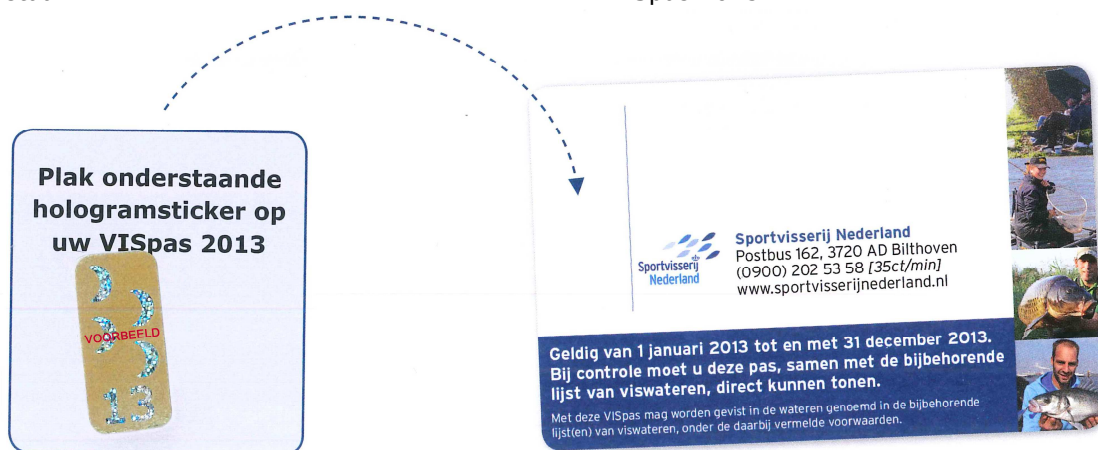 Plak onderstaande
hologramsticker op
uw VISpas 2013
VOORBEELD
13
Sportvisserij
Nederland
Sportvisserij Nederland
Postbus 162, 3720 AD Bilthoven
(0900) 202 53 58 [35ct/min]
www.sportvisserijnederland.nl
Geldig van 1 januari 2013 tot en met 31 december 2013.
Bij controle moet u deze pas, samen met de bijbehorende
lijst van viswateren, direct kunnen tonen.
Met deze VISpas mag worden gevist in de wateren genoemd in de bijbehorende
lijst(en) van viswateren, onder de daarbij vermelde voorwaarden.